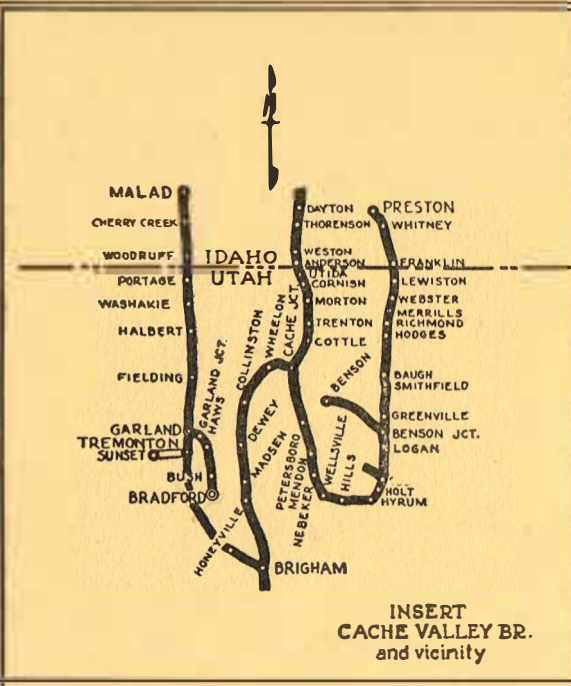 N
MALAD
CHERRY CREEK
WOODRUFF
IDAHO
UTAH
PORTAGE
WASHAKIE
HALBERT
FIELDING
GARLAND JCT.
HAWS
GARLAND
TREMONTON
SUNSET
BUSH
BRADFORD
HONEYVILLE
BRIGHAM
MADSEN
DEWEY
COLLINSTON
WHEELON
CACHE JCT.
DAYTON
THORENSON
WESTON
ANDERSON
UTIDA
CORNISH
MORTON
TRENTON
COTTLE
PETERSBORO
MENDON
NEBEKER
WELLSVILLE
HILLS
BENSON
PRESTON
WHITNEY
FRANKLIN
LEWISTON
WEBSTER
MERRILLS
RICHMOND
HODGES
BAUGH
SMITHFIELD
GREENVILLE
BENSON JCT.
LOGAN
HOLT
HYRUM
INSERT
CACHE VALLEY BR.
and vicinity